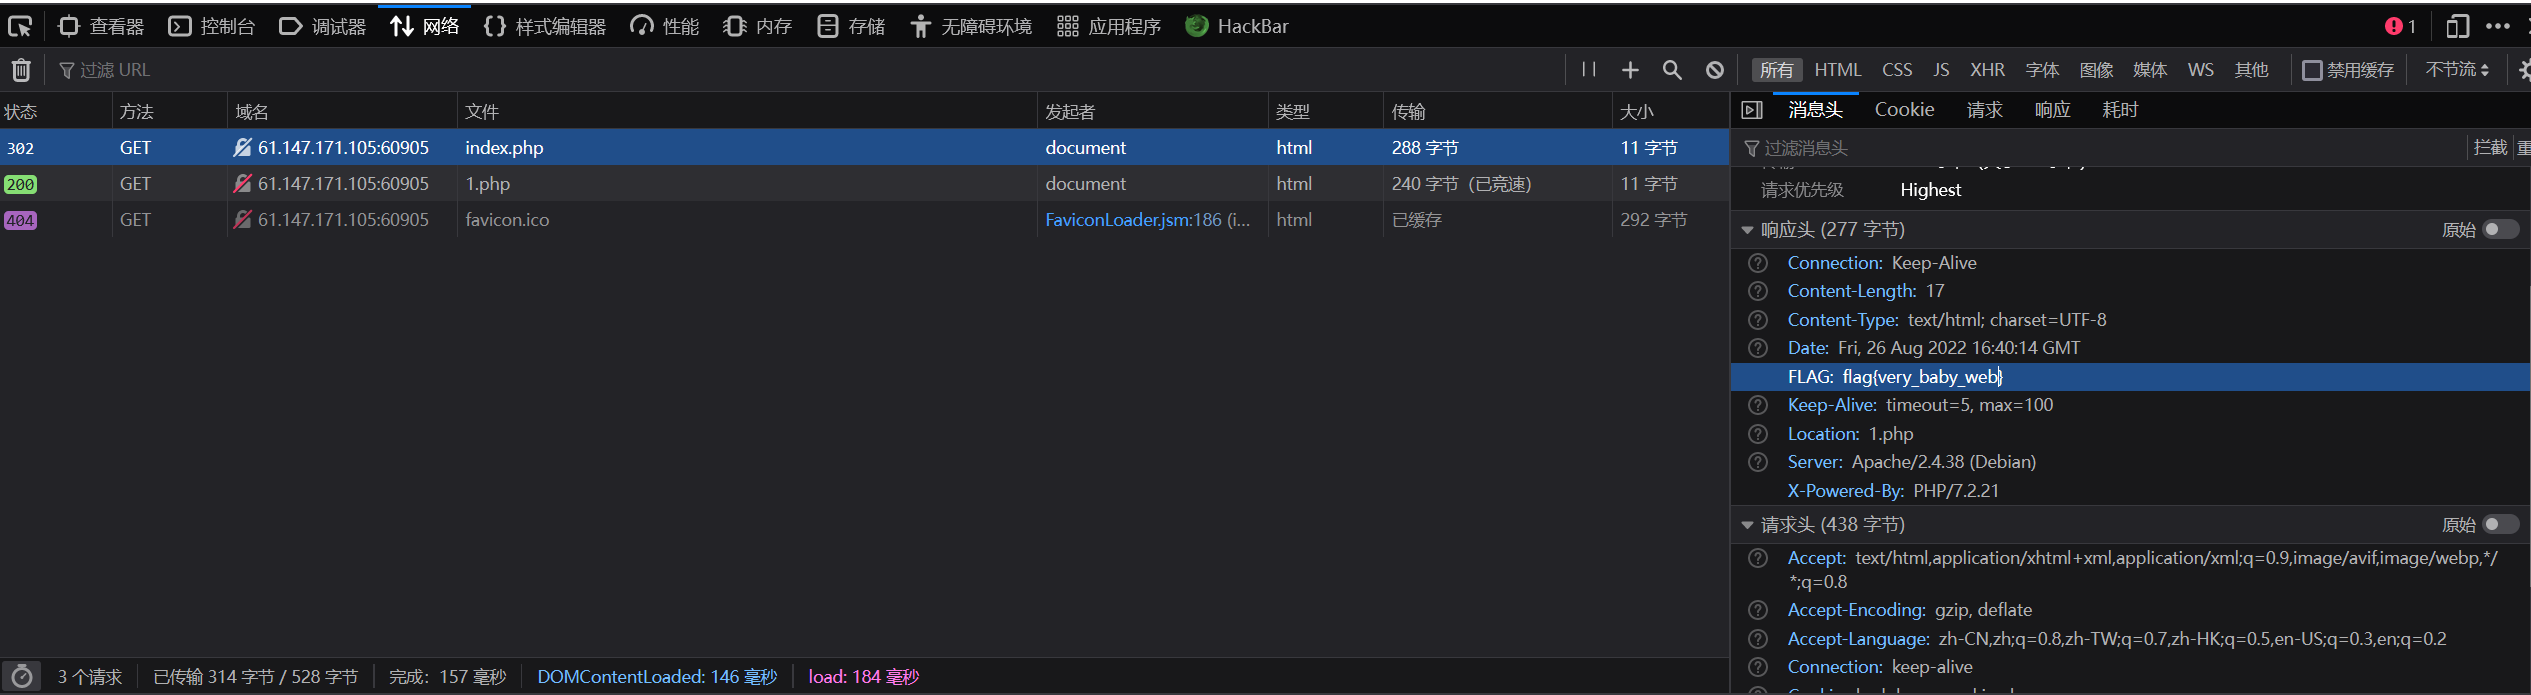 查看器 控制台 调试器 网络 样式编辑器 性能 内存 存储 无障碍环境 应用程序 HackBar 1
过滤 URL 所有 HTML CSS JS XHR 字体 图像 媒体 WS 其他 禁用缓存 不节流
状态 方法 域名 文件 发起者 类型 传输 大小
302 GET 61.147.171.105:60905 index.php document html 288 字节 11 字节
200 GET 61.147.171.105:60905 1.php document html 240 字节（已竞速） 11 字节
404 GET 61.147.171.105:60905 favicon.ico FaviconLoader.jsm:186 (i... html 已缓存 292 字节
消息头 Cookie 请求 响应 耗时
过滤消息头 拦截
请求优先级 Highest
响应头 (277 字节) 原始
Connection: Keep-Alive
Content-Length: 17
Content-Type: text/html; charset=UTF-8
Date: Fri, 26 Aug 2022 16:40:14 GMT
FLAG: flag{very_baby_web}
Keep-Alive: timeout=5, max=100
Location: 1.php
Server: Apache/2.4.38 (Debian)
X-Powered-By: PHP/7.2.21
请求头 (438 字节) 原始
Accept: text/html,application/xhtml+xml,application/xml;q=0.9,image/avif,image/webp,*/
*;q=0.8
Accept-Encoding: gzip, deflate
Accept-Language: zh-CN,zh;q=0.8,zh-TW;q=0.7,zh-HK;q=0.5,en-US;q=0.3,en;q=0.2
Connection: keep-alive
3 个请求 已传输 314 字节 / 528 字节 完成：157 毫秒 DOMContentLoaded: 146 毫秒 load: 184 毫秒